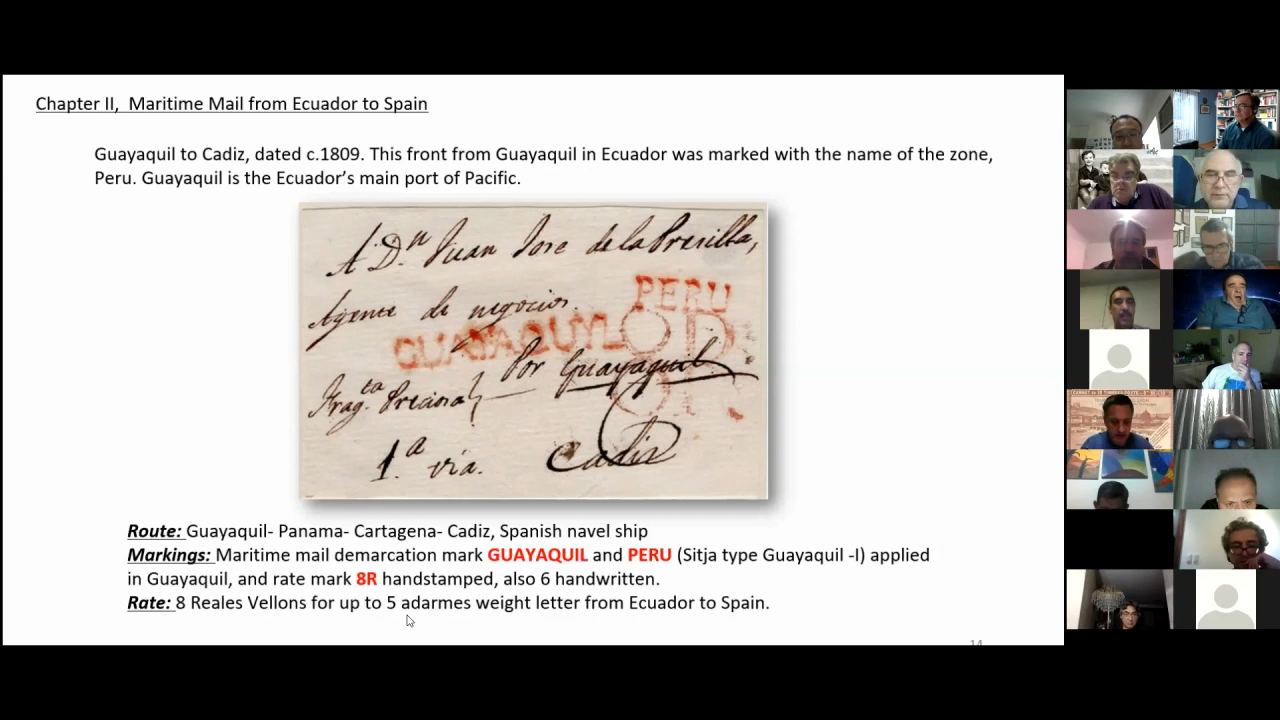 Chapter II,  Maritime Mail from Ecuador to Spain
Guayaquil to Cadiz, dated c.1809. This front from Guayaquil in Ecuador was marked with the name of the zone,
Peru. Guayaquil is the Ecuador’s main port of Pacific.
A Dn Juan Jose de la Presilla,
Agente de negocios.
PERU
GUAYAQUIL
Por Guayaquil
Fragta
1a via.
Cadiz
Route: Guayaquil- Panama- Cartagena- Cadiz, Spanish navel ship
Markings: Maritime mail demarcation mark GUAYAQUIL and PERU (Sitja type Guayaquil -I) applied
in Guayaquil, and rate mark 8R handstamped, also 6 handwritten.
Rate: 8 Reales Vellons for up to 5 adarmes weight letter from Ecuador to Spain.